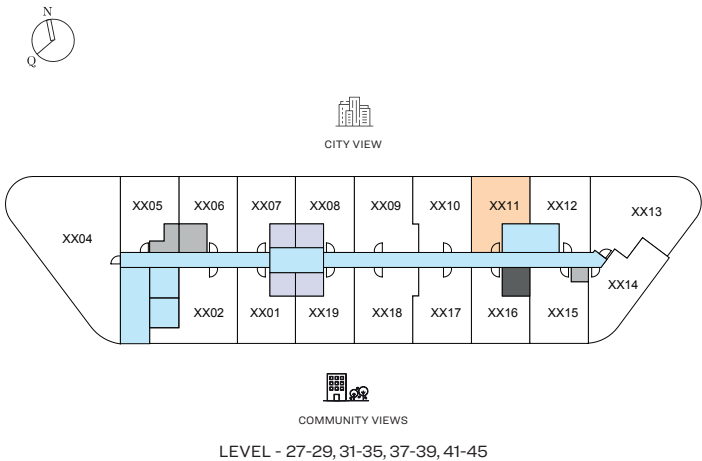 N
Q
CITY VIEW
XX05 XX06 XX07 XX08 XX09 XX10 XX11 XX12
XX04 XX13
XX14
XX02 XX01 XX19 XX18 XX17 XX16 XX15
COMMUNITY VIEWS
LEVEL - 27-29, 31-35, 37-39, 41-45